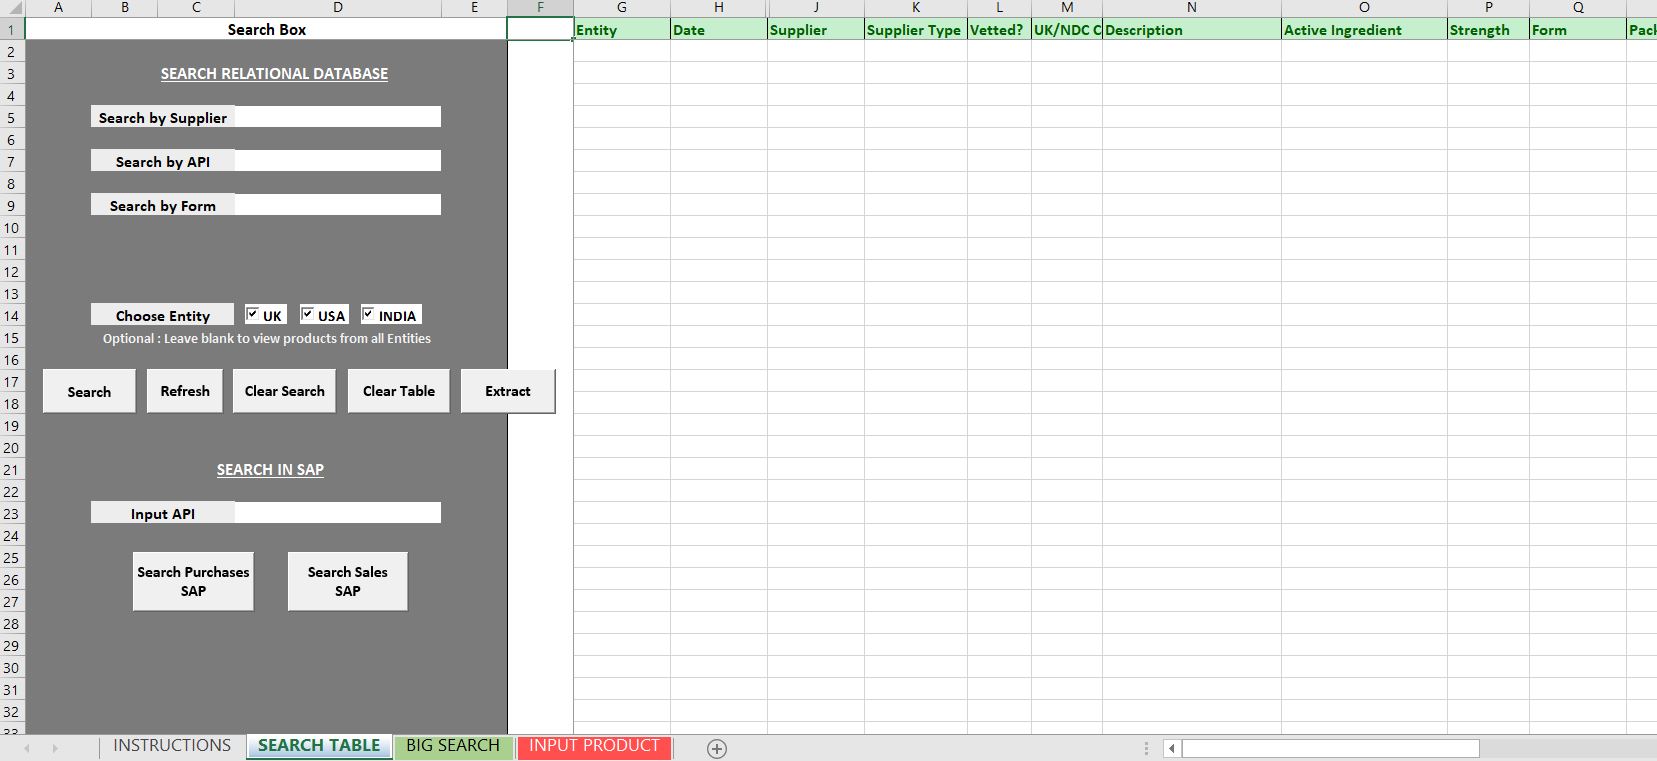 A B C D E F G H J K L M N O P Q
1 Search Box Entity Date Supplier Supplier Type Vetted? UK/NDC C Description Active Ingredient Strength Form Pack
2
3 SEARCH RELATIONAL DATABASE
4
5 Search by Supplier
6
7 Search by API
8
9 Search by Form
10
11
12
13
14 Choose Entity UK USA INDIA
15 Optional : Leave blank to view products from all Entities
16
17 Search Refresh Clear Search Clear Table Extract
18
19
20
21 SEARCH IN SAP
22
23 Input API
24
25
26 Search Purchases
SAP
Search Sales
SAP
27
28
29
30
31
32
33
INSTRUCTIONS SEARCH TABLE BIG SEARCH INPUT PRODUCT